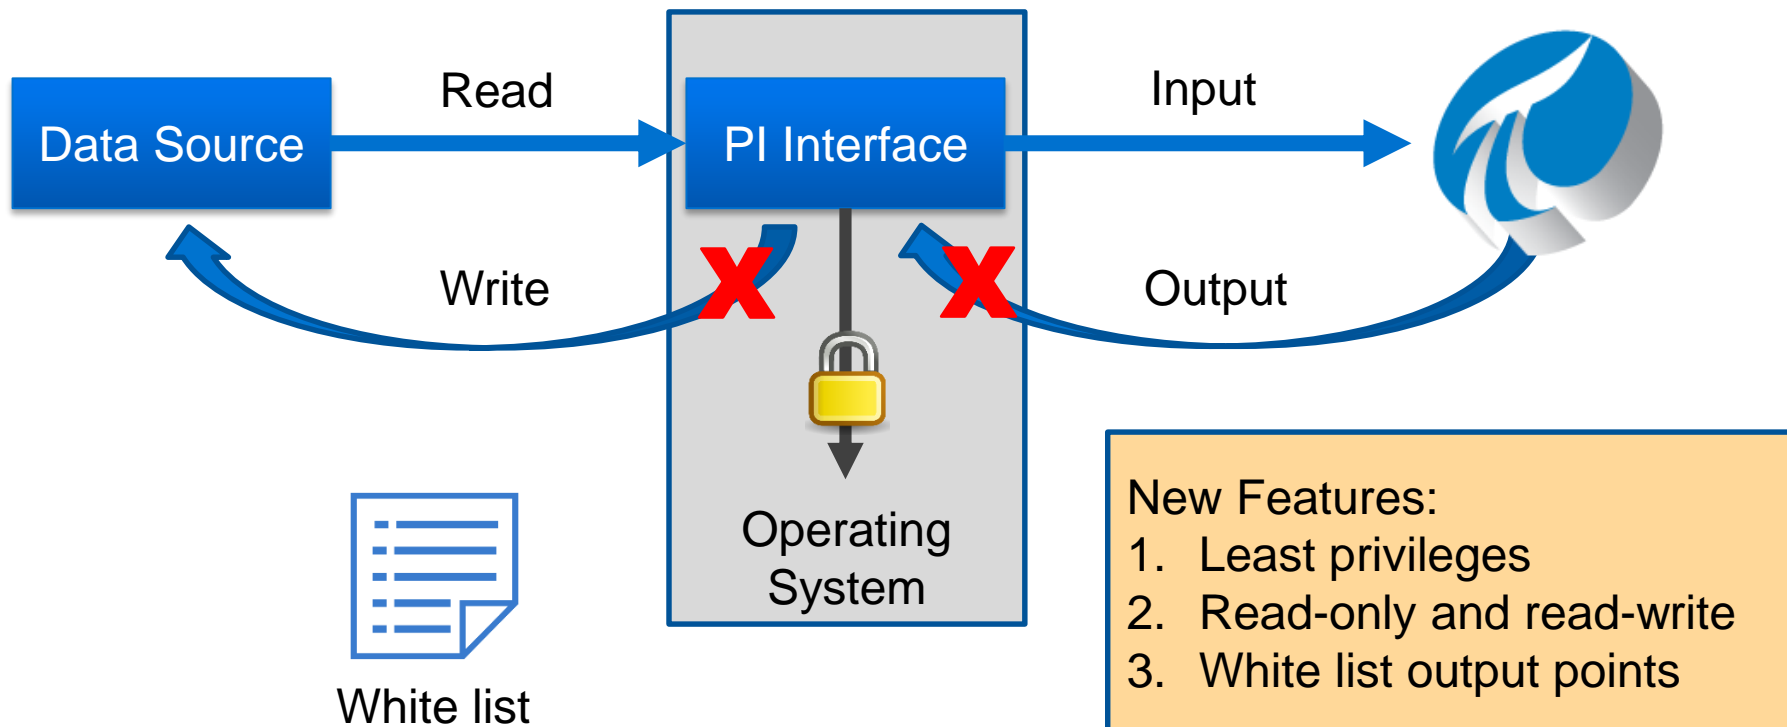 Read
Input
Data Source
PI Interface
Write
X
X
Output
Operating
System
New Features:
1. Least privileges
2. Read-only and read-write
3. White list output points
White list